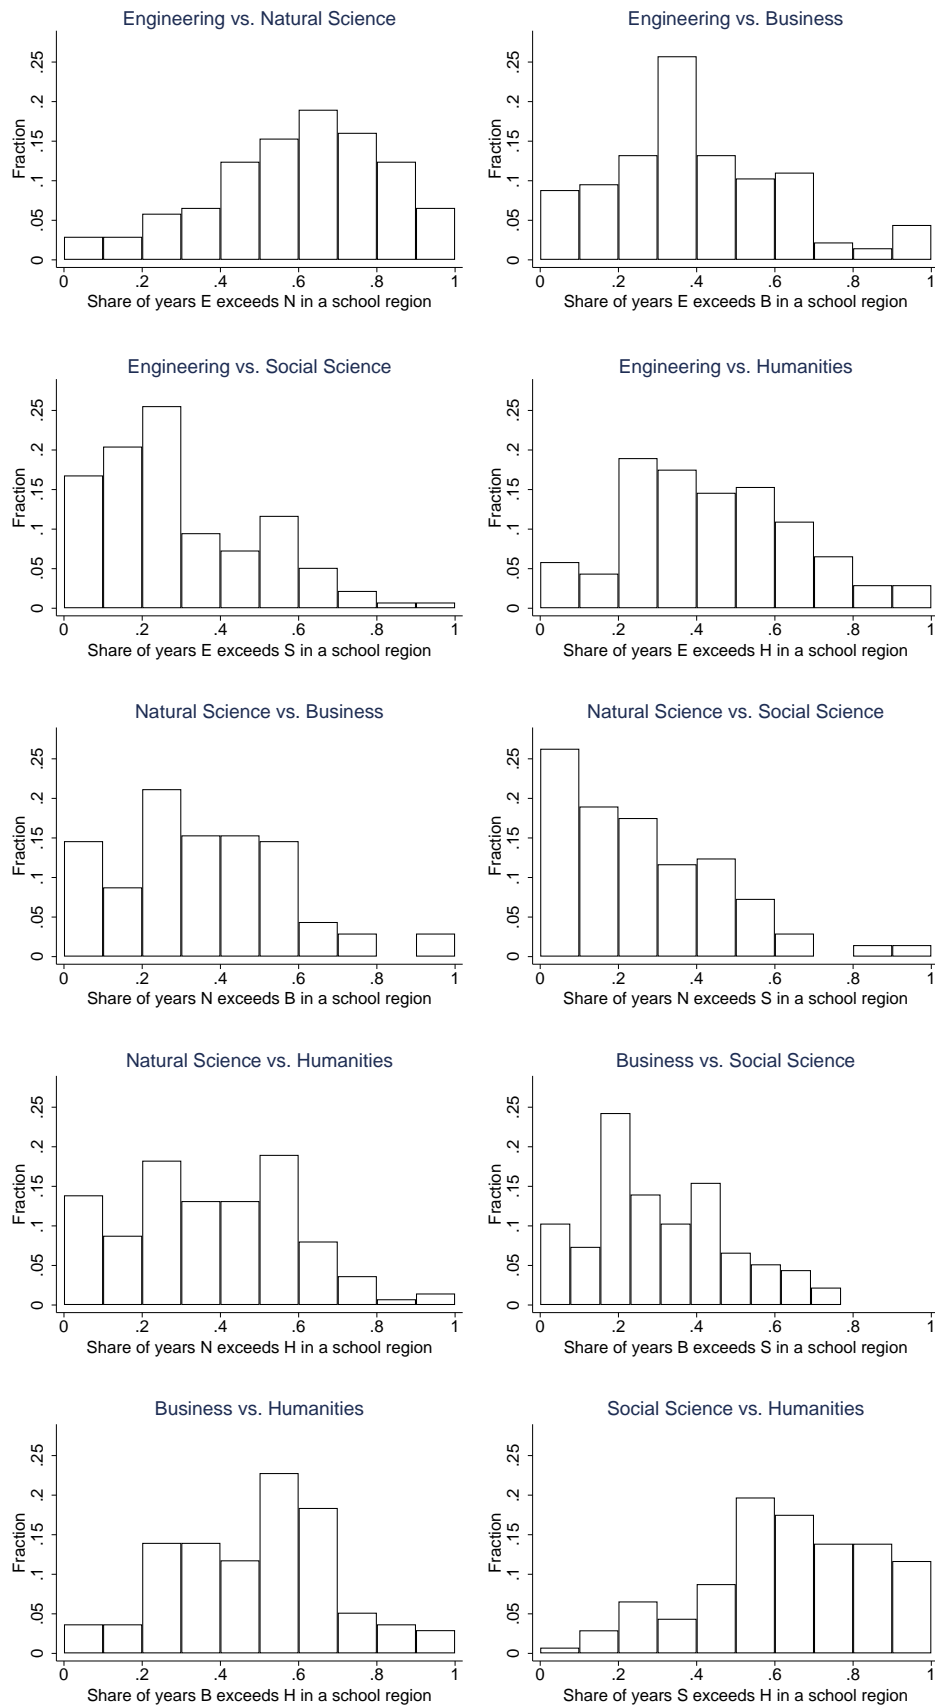 Engineering vs. Natural Science
Fraction
0 .05 .1 .15 .2 .25
0 .2 .4 .6 .8 1
Share of years E exceeds N in a school region
Engineering vs. Business
Fraction
0 .05 .1 .15 .2 .25
0 .2 .4 .6 .8 1
Share of years E exceeds B in a school region
Engineering vs. Social Science
Fraction
0 .05 .1 .15 .2 .25
0 .2 .4 .6 .8 1
Share of years E exceeds S in a school region
Engineering vs. Humanities
Fraction
0 .05 .1 .15 .2 .25
0 .2 .4 .6 .8 1
Share of years E exceeds H in a school region
Natural Science vs. Business
Fraction
0 .05 .1 .15 .2 .25
0 .2 .4 .6 .8 1
Share of years N exceeds B in a school region
Natural Science vs. Social Science
Fraction
0 .05 .1 .15 .2 .25
0 .2 .4 .6 .8 1
Share of years N exceeds S in a school region
Natural Science vs. Humanities
Fraction
0 .05 .1 .15 .2 .25
0 .2 .4 .6 .8 1
Share of years N exceeds H in a school region
Business vs. Social Science
Fraction
0 .05 .1 .15 .2 .25
0 .2 .4 .6 .8 1
Share of years B exceeds S in a school region
Business vs. Humanities
Fraction
0 .05 .1 .15 .2 .25
0 .2 .4 .6 .8 1
Share of years B exceeds H in a school region
Social Science vs. Humanities
Fraction
0 .05 .1 .15 .2 .25
0 .2 .4 .6 .8 1
Share of years S exceeds H in a school region